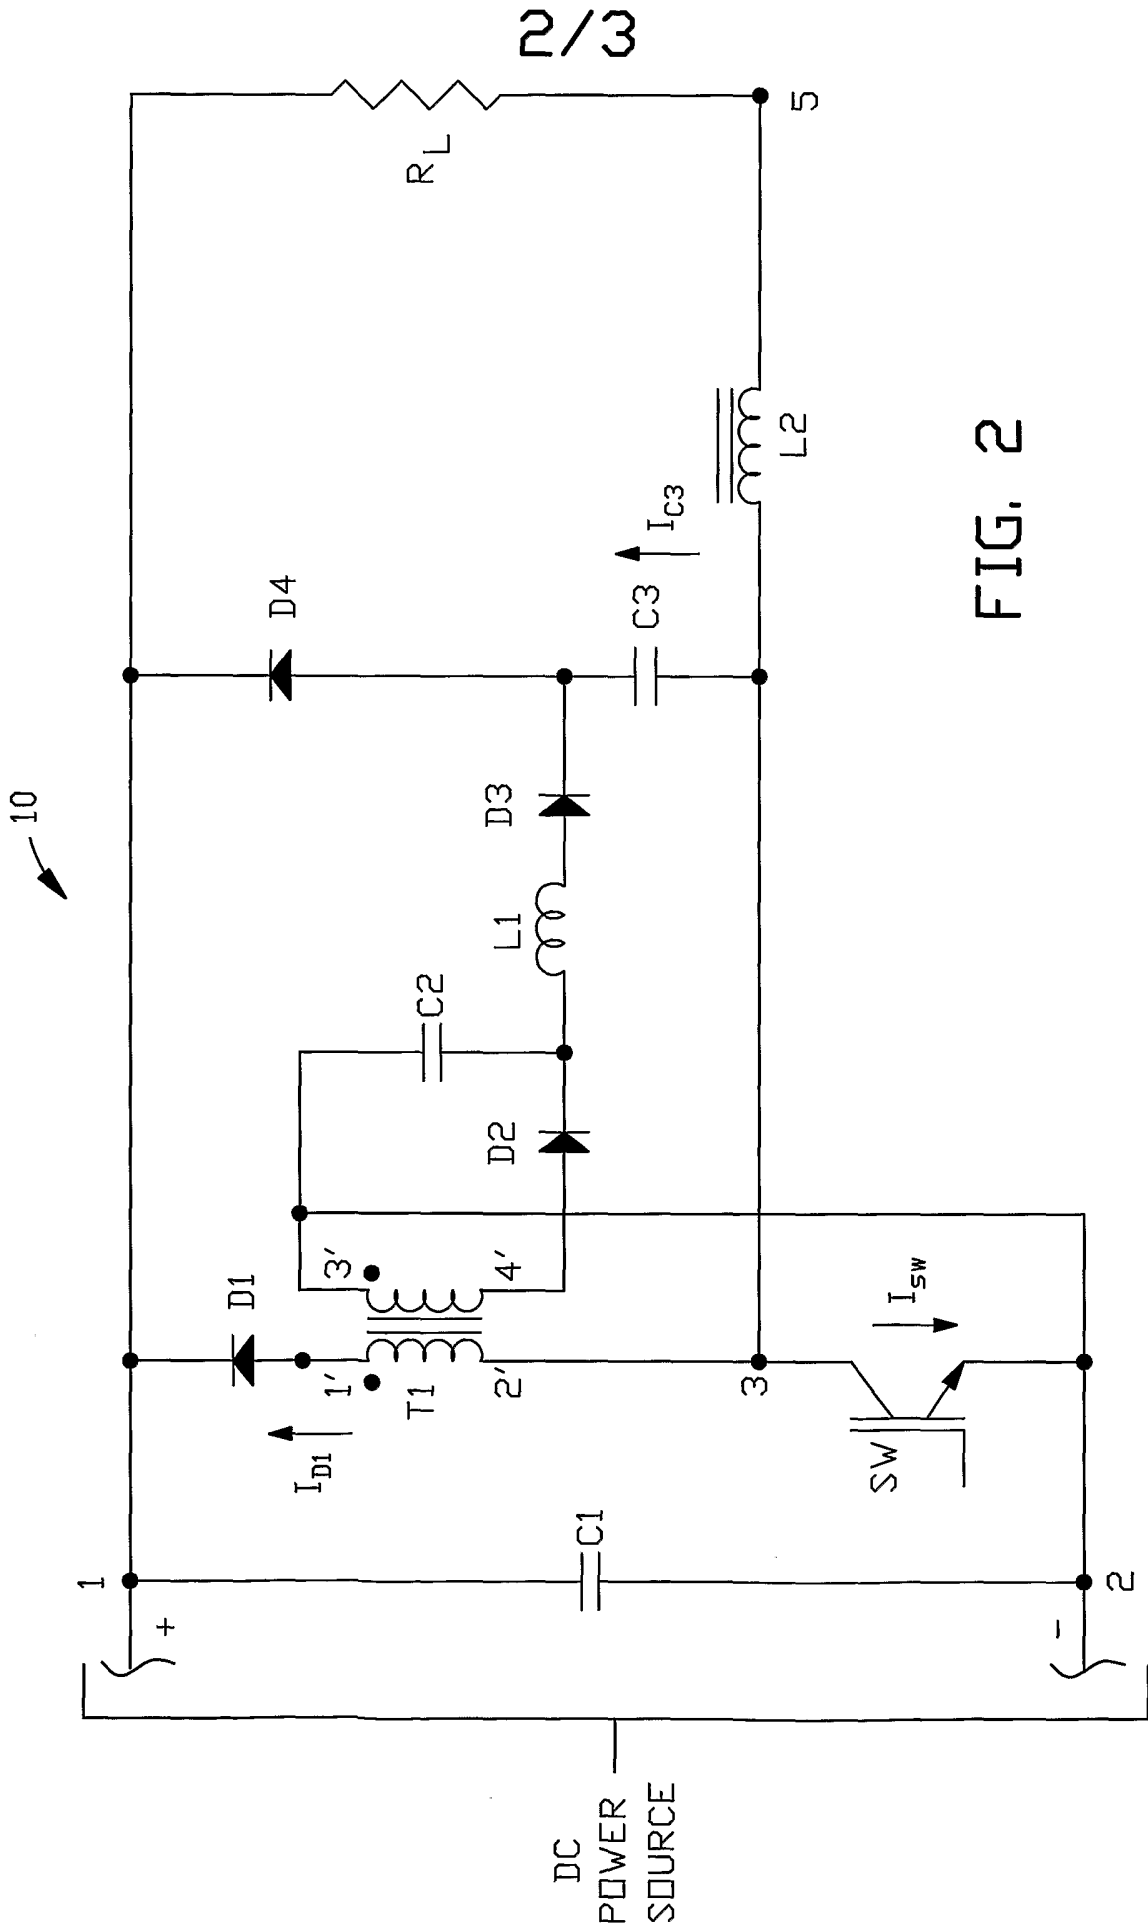 2/3
10
1
+
C1
DC
POWER
SOURCE
-
2
I_D1
D1
1'
3'
T1
2'
4'
3
SW
I_SW
D2
C2
L1
D3
D4
C3
I_C3
L2
R_L
5
FIG. 2